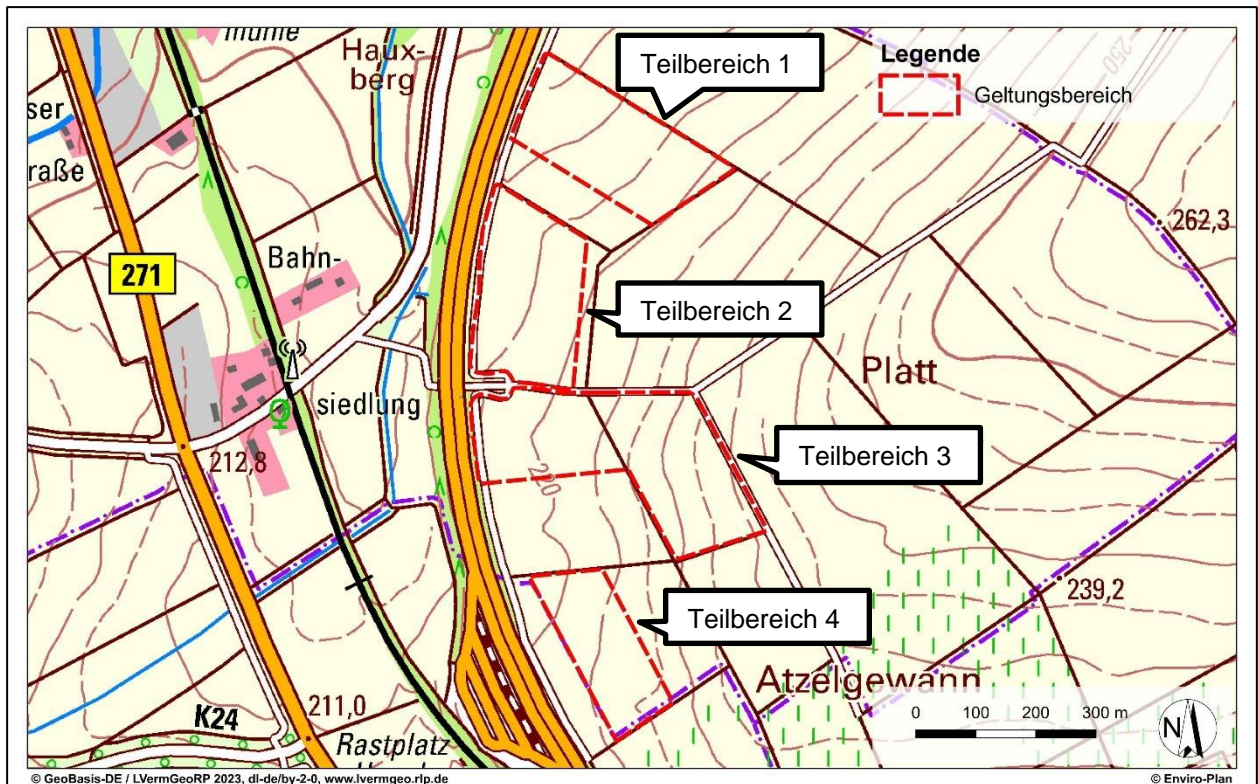 mühle
Haux-
berg
Teilbereich 1
Legende
Geltungsbereich
250
ser
raße
262,3
271
Bahn-
Teilbereich 2
Platt
siedlung
212,8
Teilbereich 3
220
239,2
Teilbereich 4
Atzelgewann
0 100 200 300 m
N
K24
211,0
Rastplatz
© GeoBasis-DE / LVermGeoRP 2023, dl-de/by-2-0, www.lvermgeo.rlp.de
© Enviro-Plan